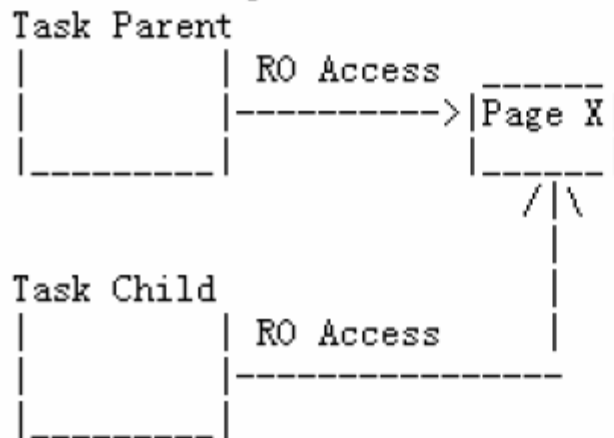 Task Parent
RO Access
Page X
Task Child
RO Access